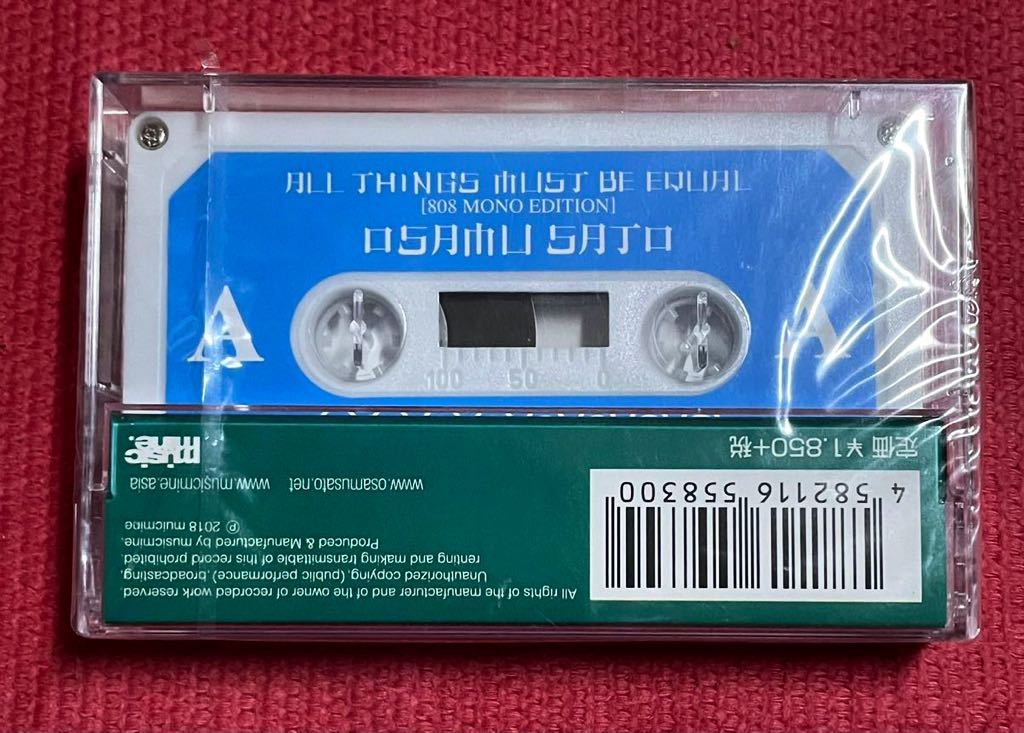 ALL THINGS MUST BE EQUAL
[808 MONO EDITION]
OSAMU SATO
A
A
100 50 0
定価 ¥1.850+税
music mine.
www.osamusato.net www.musicmine.asia
4 582116 558300
All rights of the manufacturer and of the owner of recorded work reserved.
Unauthorized copying, (public performance), broadcasting,
renting and making transmittable of this record prohibited.
Produced & Manufactured by musicmine.
℗ 2018 muicmine